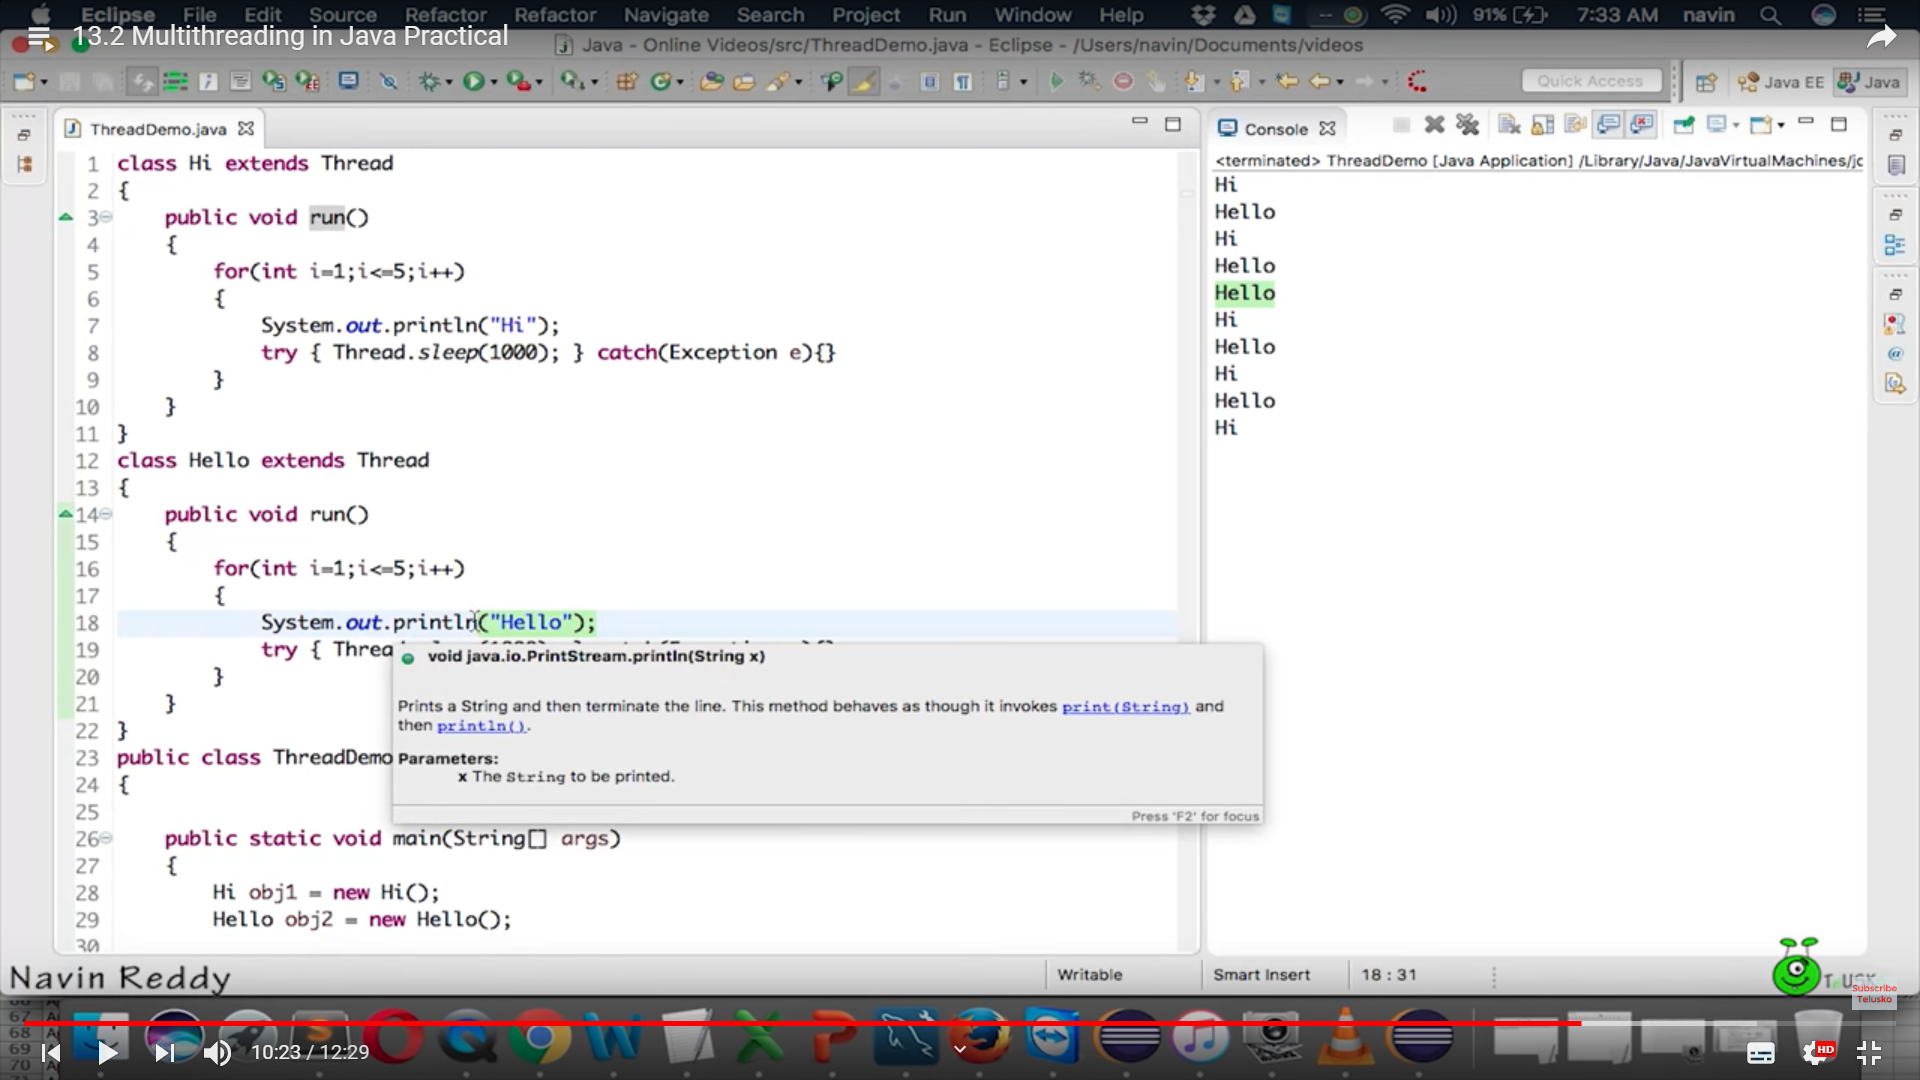 Eclipse File Edit Source Refactor Refactor Navigate Search Project Run Window Help 91% 7:33 AM navin
13.2 Multithreading in Java Practical
Java - Online Videos/src/ThreadDemo.java - Eclipse - /Users/navin/Documents/videos
Quick Access
Java EE
Java
ThreadDemo.java
1 class Hi extends Thread
2 {
3 public void run()
4 {
5 for(int i=1;i<=5;i++)
6 {
7 System.out.println("Hi");
8 try { Thread.sleep(1000); } catch(Exception e){}
9 }
10 }
11 }
12 class Hello extends Thread
13 {
14 public void run()
15 {
16 for(int i=1;i<=5;i++)
17 {
18 System.out.println("Hello");
19 try { Threa
20 }
21 }
22 }
23 public class ThreadDemo
24 {
25
26 public static void main(String[] args)
27 {
28 Hi obj1 = new Hi();
29 Hello obj2 = new Hello();
30
void java.io.PrintStream.println(String x)
Prints a String and then terminate the line. This method behaves as though it invokes print(String) and
then println().
Parameters:
x The String to be printed.
Press 'F2' for focus
Console
<terminated> ThreadDemo [Java Application] /Library/Java/JavaVirtualMachines/jc
Hi
Hello
Hi
Hello
Hello
Hi
Hello
Hi
Hello
Hi
Navin Reddy
Writable
Smart Insert
18 : 31
Subscribe
Telusko
67
68
69
70
10:23 / 12:29
HD